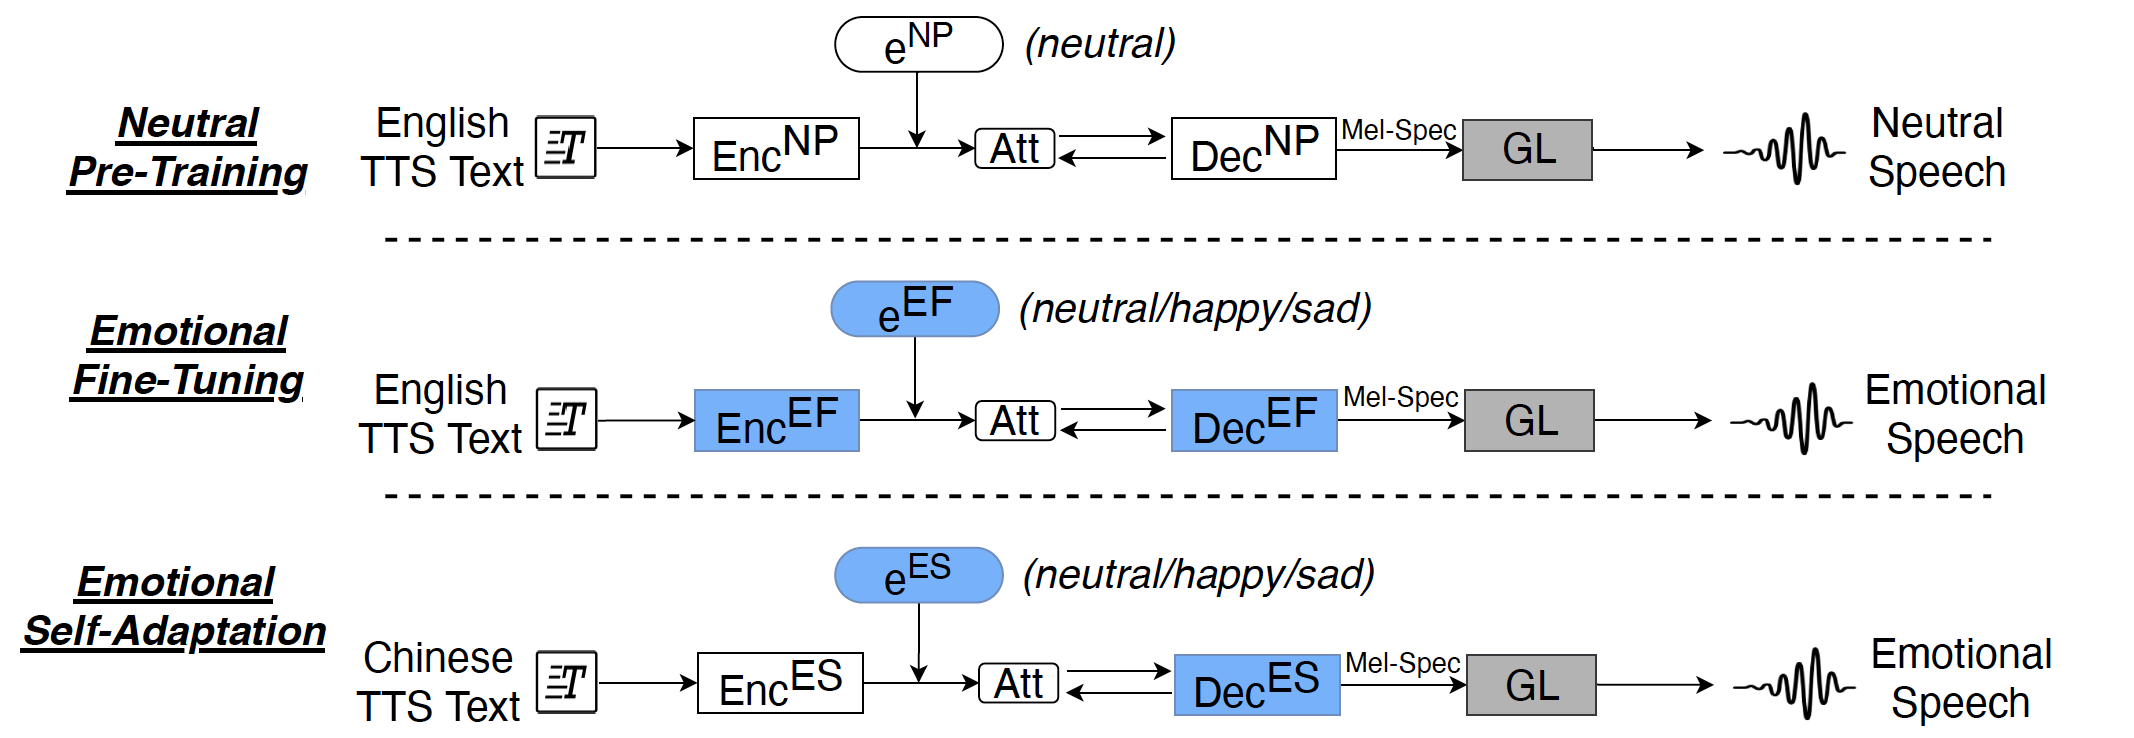 e^NP (neutral)
Neutral
Pre-Training
English
TTS Text
T
Enc^NP
Att
Dec^NP
Mel-Spec
GL
Neutral
Speech
e^EF (neutral/happy/sad)
Emotional
Fine-Tuning
English
TTS Text
T
Enc^EF
Att
Dec^EF
Mel-Spec
GL
Emotional
Speech
e^ES (neutral/happy/sad)
Emotional
Self-Adaptation
Chinese
TTS Text
T
Enc^ES
Att
Dec^ES
Mel-Spec
GL
Emotional
Speech